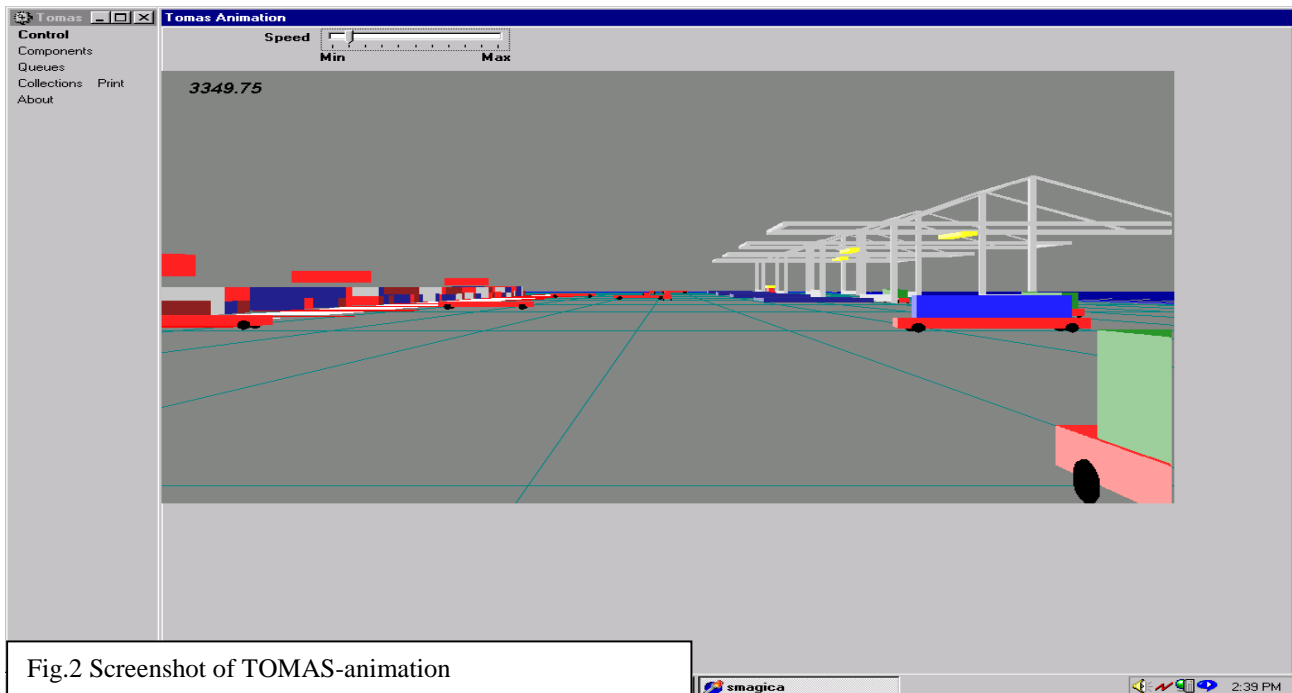 Tomas
Control
Components
Queues
Collections Print
About
Tomas Animation
Speed
Min Max
3349.75
Fig.2 Screenshot of TOMAS-animation
smagica
2:39 PM